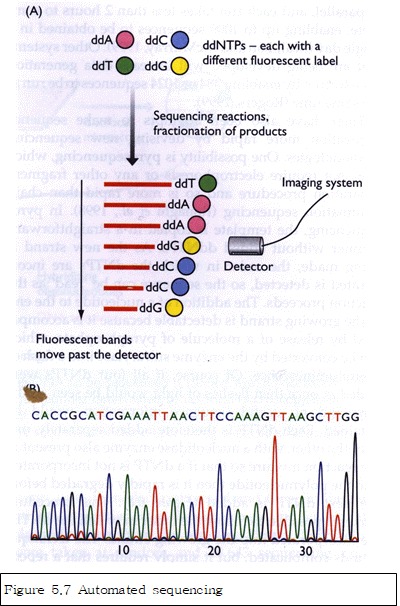 (A)
ddA ddC ddNTPs – each with a
ddT ddG different fluorescent label
Sequencing reactions,
fractionation of products
ddT
Imaging system
ddA
ddA
ddG
ddC
Detector
ddC
ddG
Fluorescent bands
move past the detector
(B)
CACCGCATCGAAATTAACTTCCAAAGTTAAGCTTGG
10 20 30
Figure 5,7 Automated sequencing